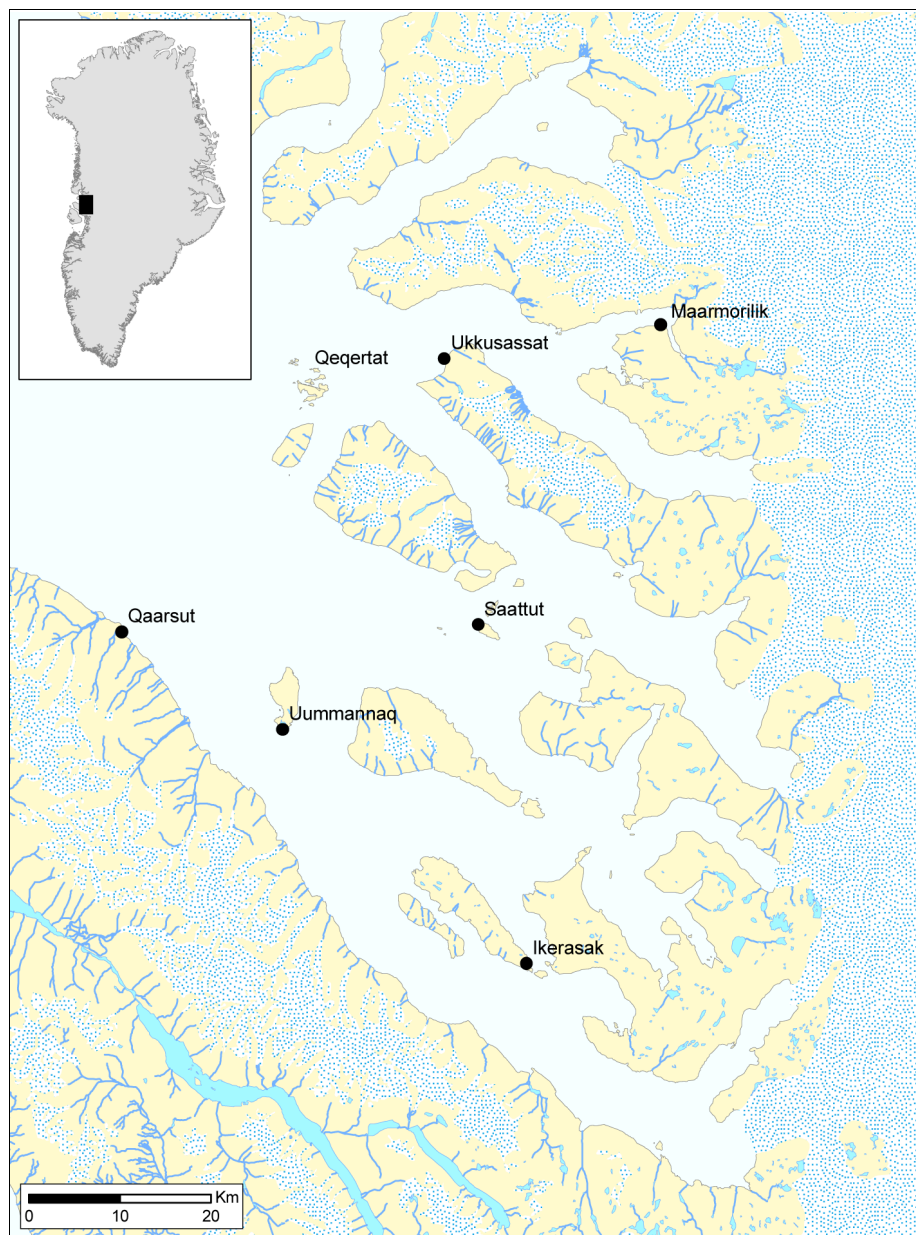 Maarmorilik
Ukkusassat
Qeqertat
Saattut
Qaarsut
Uummannaq
Ikerasak
Km
0 10 20